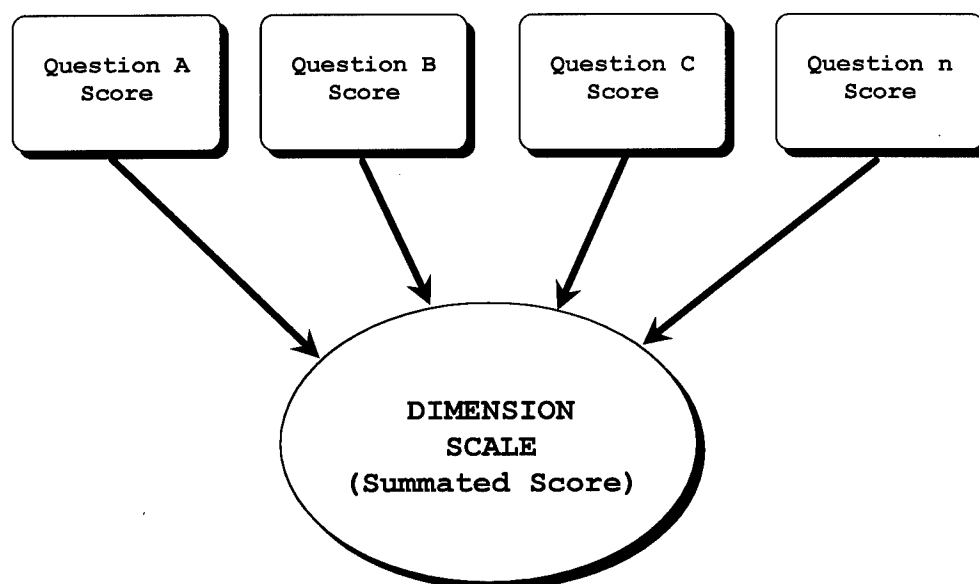 Question A
Score
Question B
Score
Question C
Score
Question n
Score
DIMENSION
SCALE
(Summated Score)